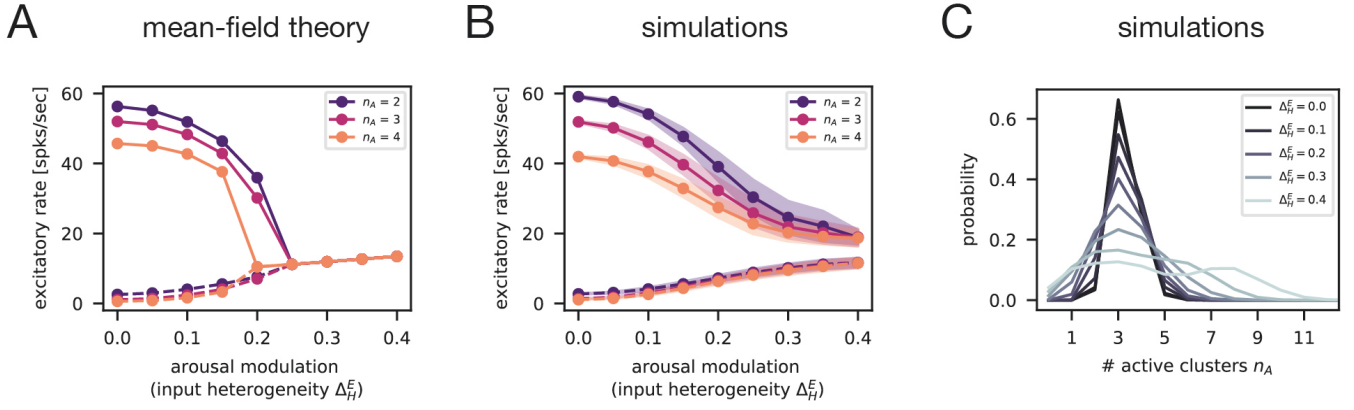 A
mean-field theory
60
40
20
0
excitatory rate [spks/sec]
n_A = 2
n_A = 3
n_A = 4
0.0 0.1 0.2 0.3 0.4
arousal modulation
(input heterogeneity Δ_H^E)
B
simulations
60
40
20
0
excitatory rate [spks/sec]
n_A = 2
n_A = 3
n_A = 4
0.0 0.1 0.2 0.3 0.4
arousal modulation
(input heterogeneity Δ_H^E)
C
simulations
0.6
0.4
0.2
0.0
probability
Δ_H^E = 0.0
Δ_H^E = 0.1
Δ_H^E = 0.2
Δ_H^E = 0.3
Δ_H^E = 0.4
1 3 5 7 9 11
# active clusters n_A